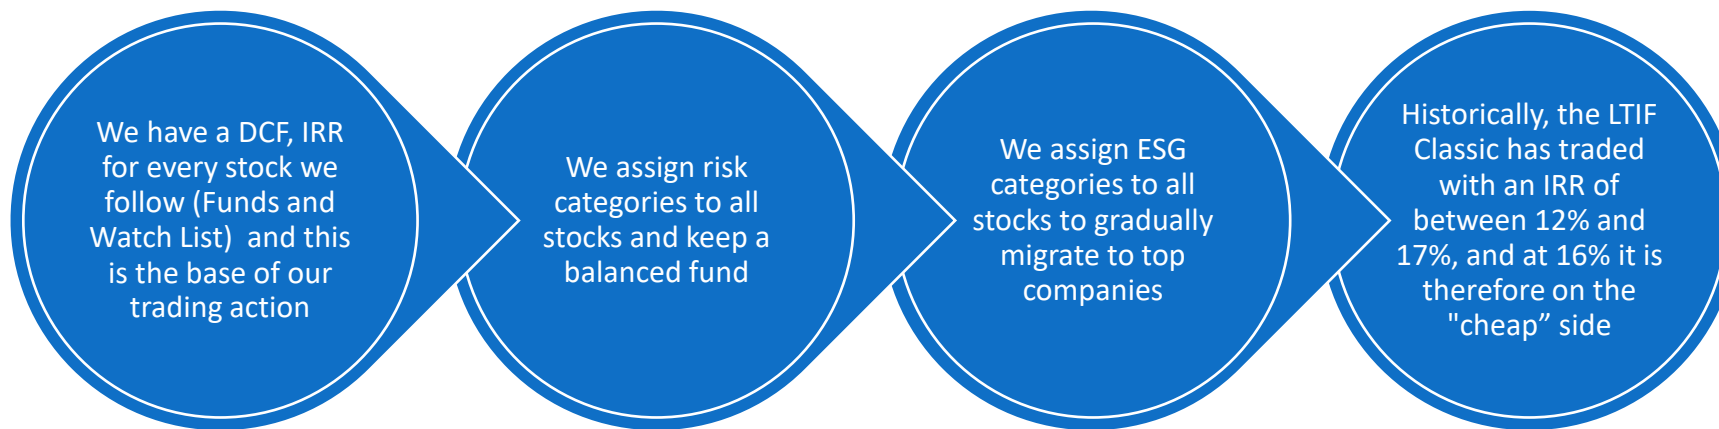 We have a DCF, IRR
for every stock we
follow (Funds and
Watch List)  and this
is the base of our
trading action
We assign risk
categories to all
stocks and keep a
balanced fund
We assign ESG
categories to all
stocks to gradually
migrate to top
companies
Historically, the LTIF
Classic has traded
with an IRR of
between 12% and
17%, and at 16% it is
therefore on the
"cheap” side